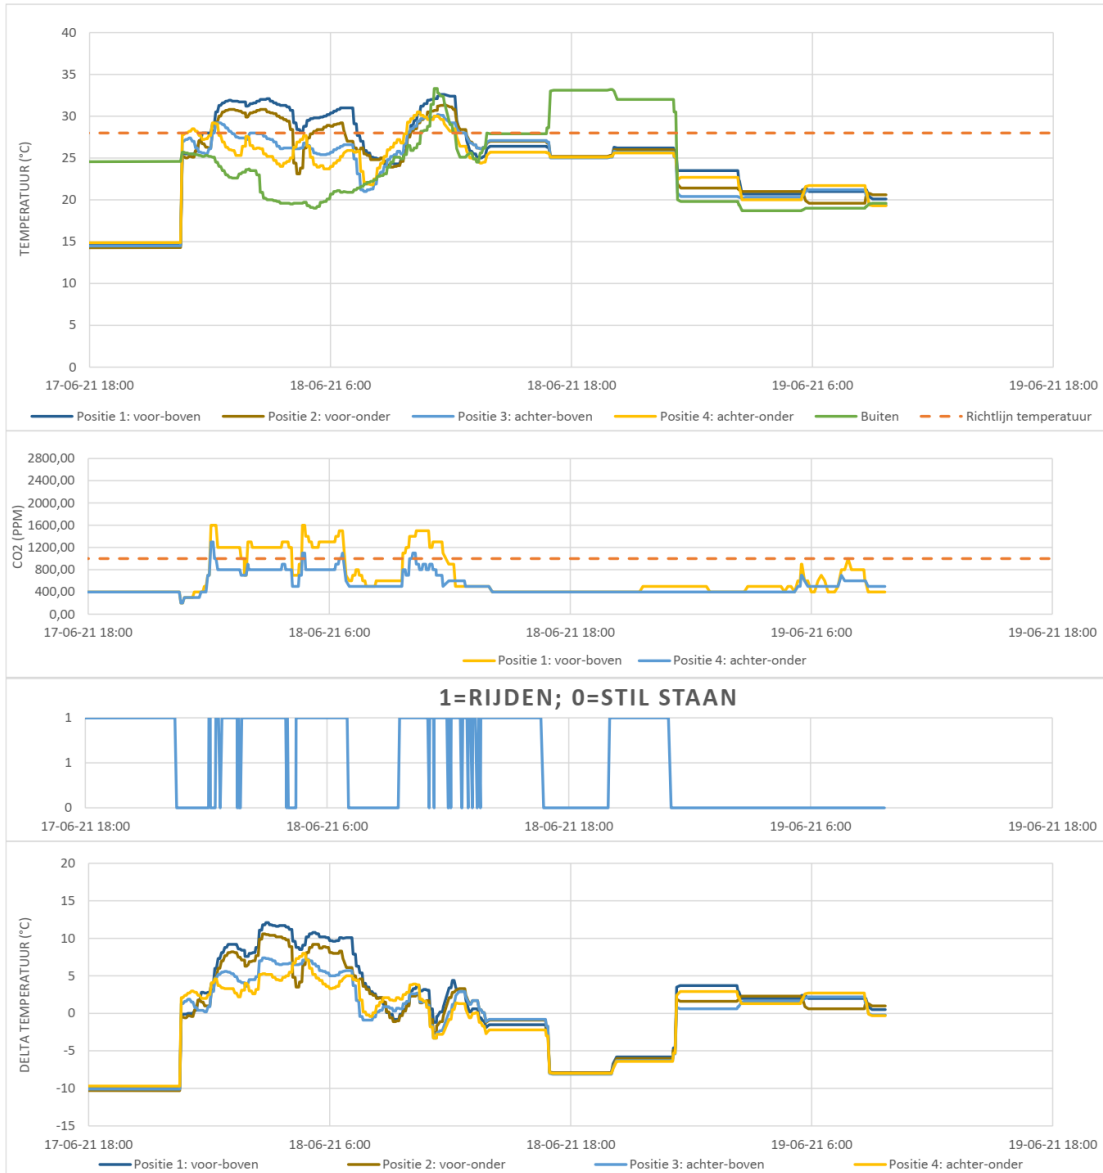 40
35
30
25
20
15
10
5
0
TEMPERATUUR (°C)
17-06-21 18:00 18-06-21 6:00 18-06-21 18:00 19-06-21 6:00 19-06-21 18:00
Positie 1: voor-boven Positie 2: voor-onder Positie 3: achter-boven Positie 4: achter-onder Buiten Richtlijn temperatuur
2800,00
2400,00
2000,00
1600,00
1200,00
800,00
400,00
0,00
CO2 (PPM)
17-06-21 18:00 18-06-21 6:00 18-06-21 18:00 19-06-21 6:00 19-06-21 18:00
Positie 1: voor-boven Positie 4: achter-onder
1=RIJDEN; 0=STIL STAAN
1
1
0
17-06-21 18:00 18-06-21 6:00 18-06-21 18:00 19-06-21 6:00 19-06-21 18:00
20
15
10
5
0
-5
-10
-15
DELTA TEMPERATUUR (°C)
17-06-21 18:00 18-06-21 6:00 18-06-21 18:00 19-06-21 6:00 19-06-21 18:00
Positie 1: voor-boven Positie 2: voor-onder Positie 3: achter-boven Positie 4: achter-onder